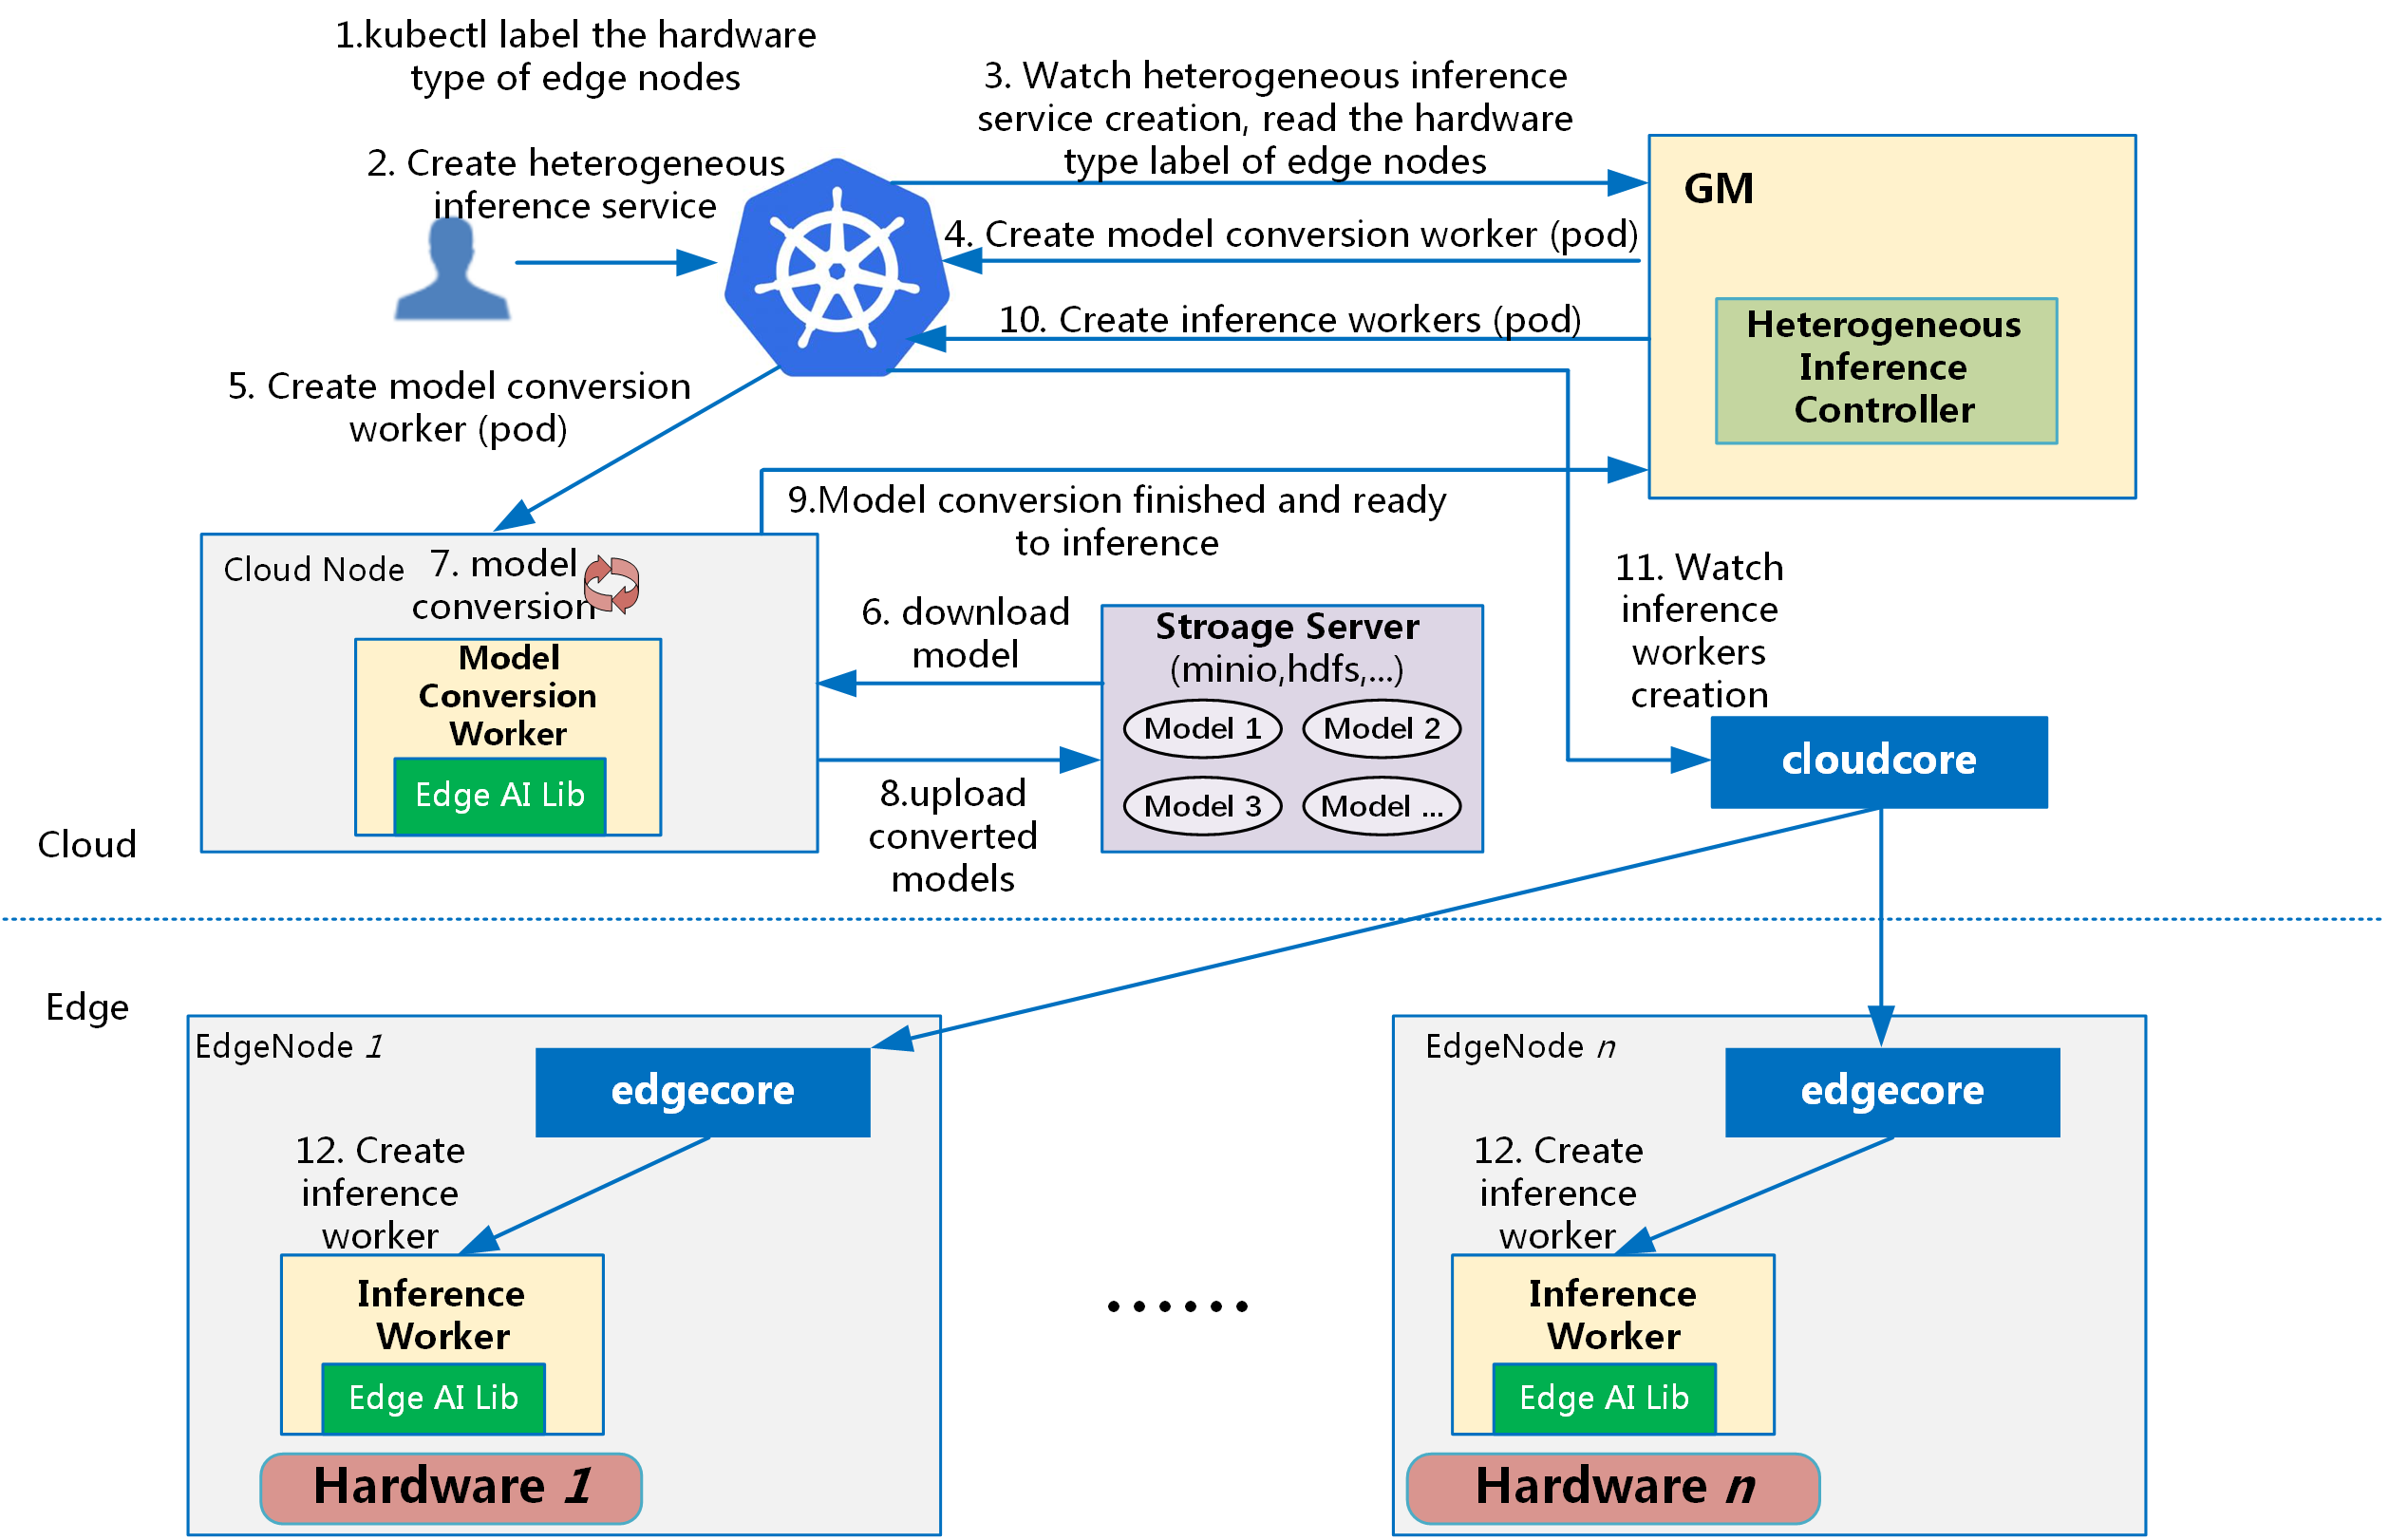 1.kubectl label the hardware
type of edge nodes
2. Create heterogeneous
inference service
3. Watch heterogeneous inference
service creation, read the hardware
type label of edge nodes
GM
4. Create model conversion worker (pod)
10. Create inference workers (pod)
Heterogeneous
Inference
Controller
5. Create model conversion
worker (pod)
9.Model conversion finished and ready
to inference
Cloud Node
7. model
conversion
Model
Conversion
Worker
Edge AI Lib
6. download
model
8.upload
converted
models
Stroage Server
(minio,hdfs,...)
Model 1
Model 2
Model 3
Model ...
11. Watch
inference
workers
creation
cloudcore
Cloud
Edge
EdgeNode 1
edgecore
12. Create
inference
worker
Inference
Worker
Edge AI Lib
Hardware 1
......
EdgeNode n
edgecore
12. Create
inference
worker
Inference
Worker
Edge AI Lib
Hardware n